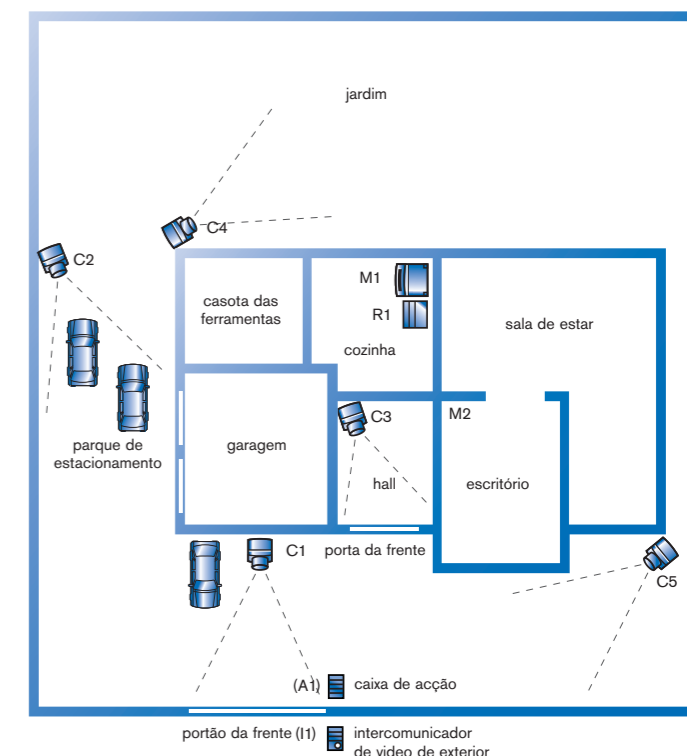 jardim
C4
C2
M1
R1
casota das
ferramentas
cozinha
sala de estar
C3
M2
parque de
estacionamento
garagem
hall
escritório
C1
porta da frente
C5
(A1)
caixa de acção
portão da frente (I1)
intercomunicador
de video de exterior